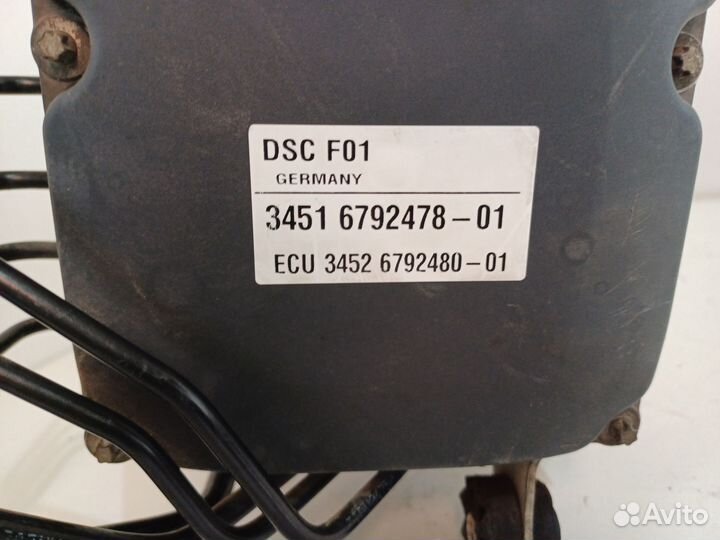 DSC F01
GERMANY
3451 6792478-01
ECU 3452 6792480-01
Avito